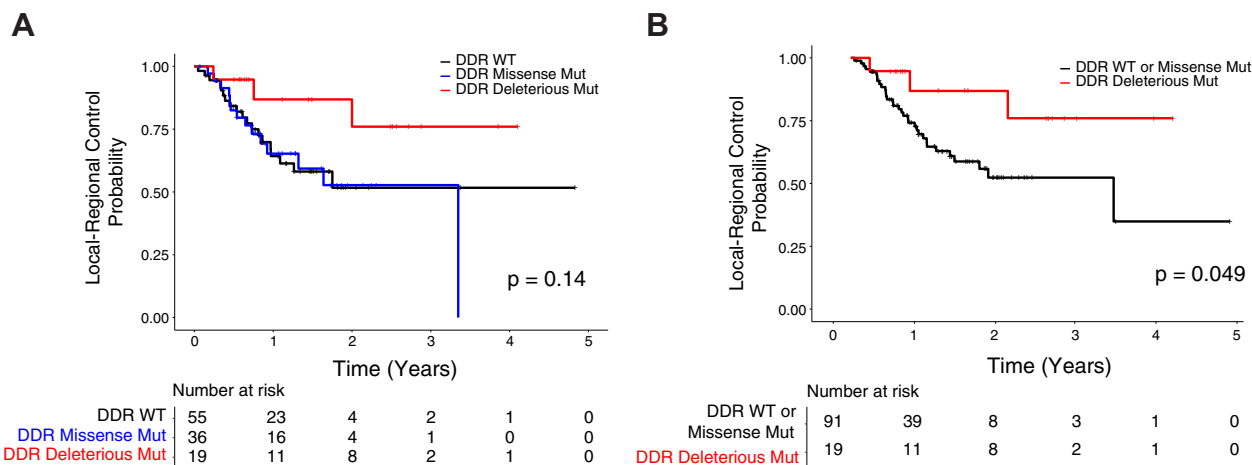 A
Local-Regional Control
Probability
1.00
0.75
0.50
0.25
0.00
DDR WT
DDR Missense Mut
DDR Deleterious Mut
p = 0.14
0 1 2 3 4 5
Time (Years)
Number at risk
DDR WT 55 23 4 2 1 0
DDR Missense Mut 36 16 4 1 0 0
DDR Deleterious Mut 19 11 8 2 1 0
B
Local-Regional Control
Probability
1.00
0.75
0.50
0.25
0.00
DDR WT or Missense Mut
DDR Deleterious Mut
p = 0.049
0 1 2 3 4 5
Time (Years)
Number at risk
DDR WT or
Missense Mut 91 39 8 3 1 0
DDR Deleterious Mut 19 11 8 2 1 0